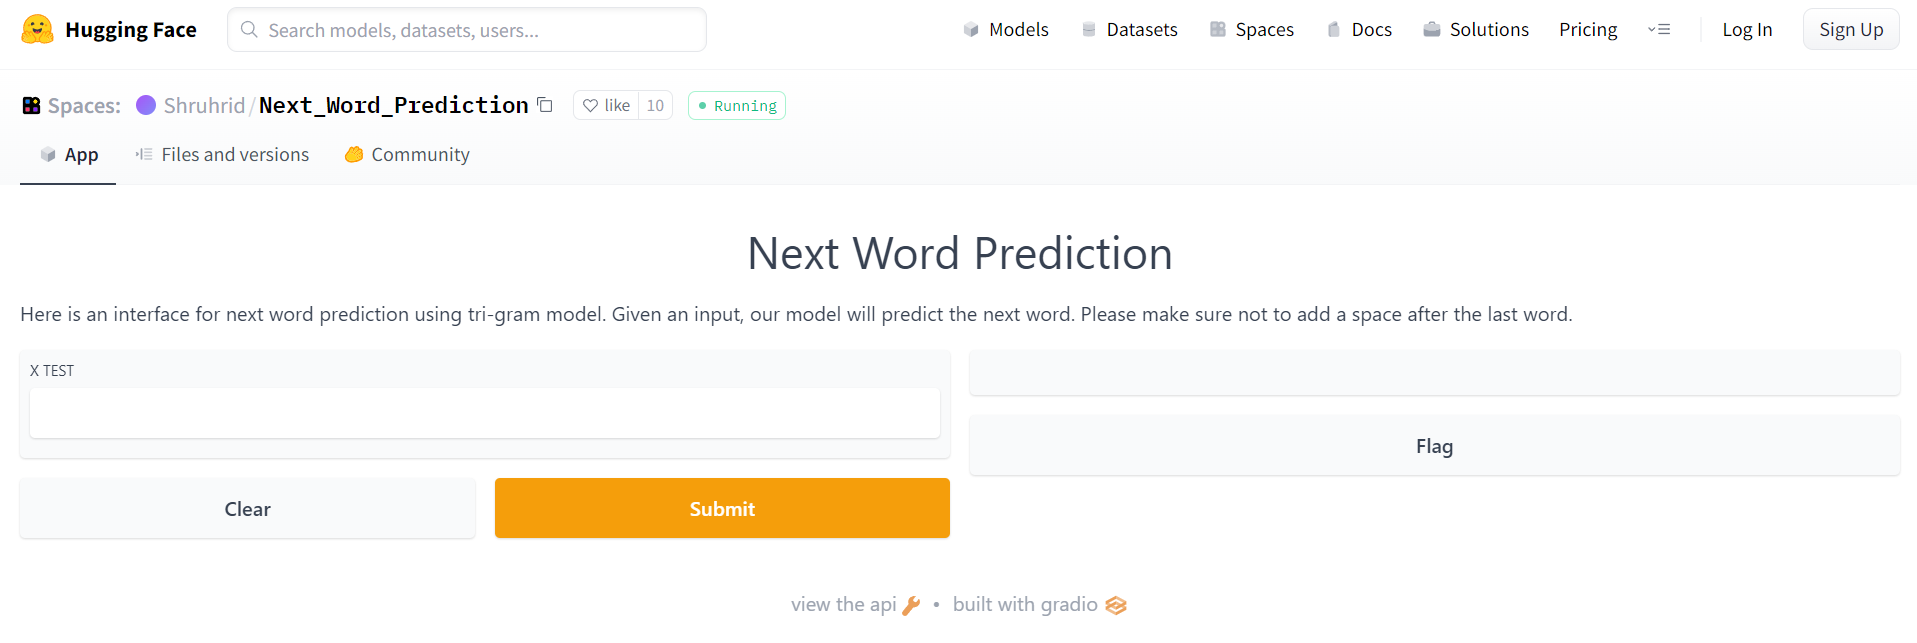 Hugging Face
Search models, datasets, users...
Models
Datasets
Spaces
Docs
Solutions
Pricing
Log In
Sign Up
Spaces: Shruhrid/Next_Word_Prediction
like 10
Running
App
Files and versions
Community
Next Word Prediction
Here is an interface for next word prediction using tri-gram model. Given an input, our model will predict the next word. Please make sure not to add a space after the last word.
X TEST
Flag
Clear
Submit
view the api • built with gradio